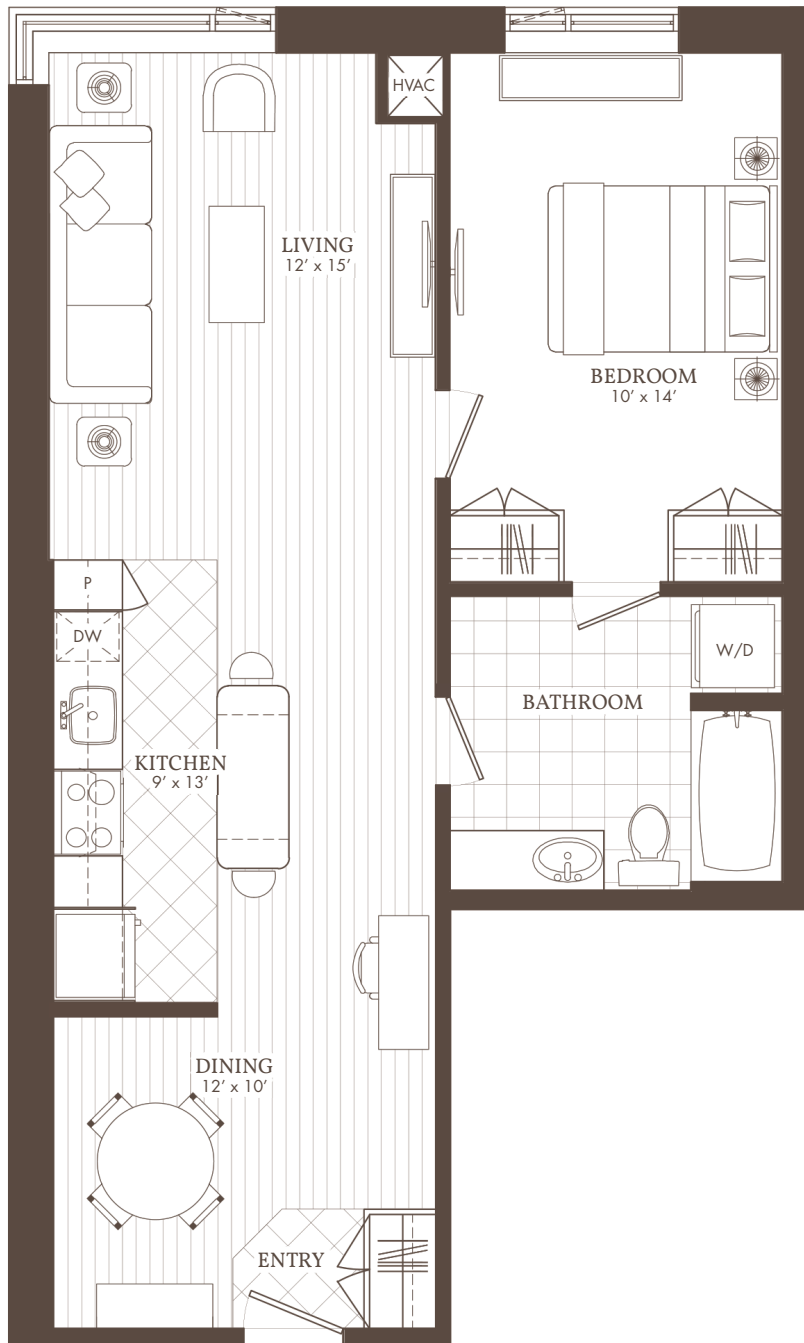 HVAC
LIVING
12’ x 15’
BEDROOM
10’ x 14’
P
DW
W/D
BATHROOM
KITCHEN
9’ x 13’
DINING
12’ x 10’
ENTRY